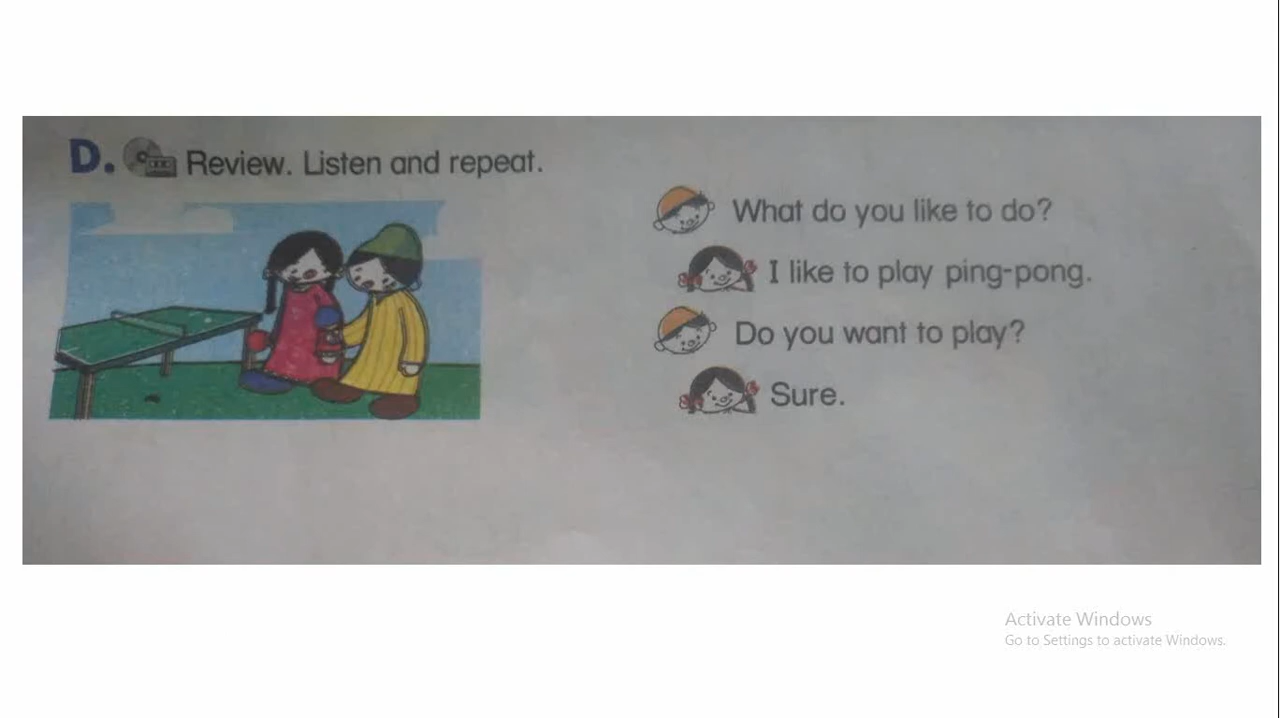 D. Review. Listen and repeat.
What do you like to do?
I like to play ping-pong.
Do you want to play?
Sure.
Activate Windows
Go to Settings to activate Windows.